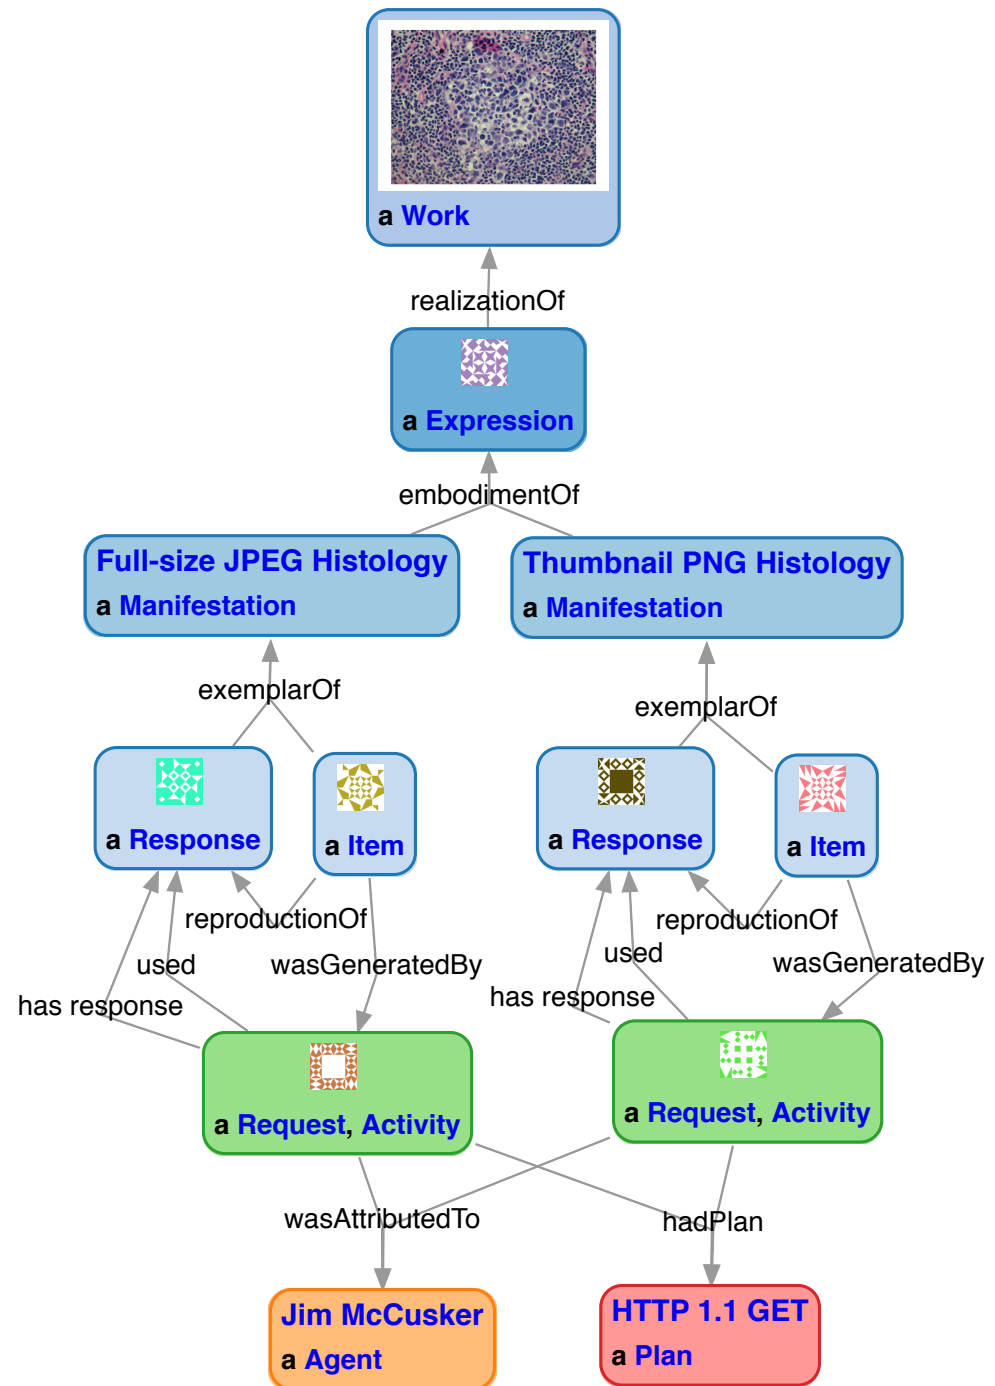 a Work
realizationOf
a Expression
embodimentOf
Full-size JPEG Histology
a Manifestation
Thumbnail PNG Histology
a Manifestation
exemplarOf
exemplarOf
a Response
a Item
a Response
a Item
reproductionOf
used
wasGeneratedBy
has response
reproductionOf
used
wasGeneratedBy
has response
a Request, Activity
a Request, Activity
wasAttributedTo
hadPlan
Jim McCusker
a Agent
HTTP 1.1 GET
a Plan